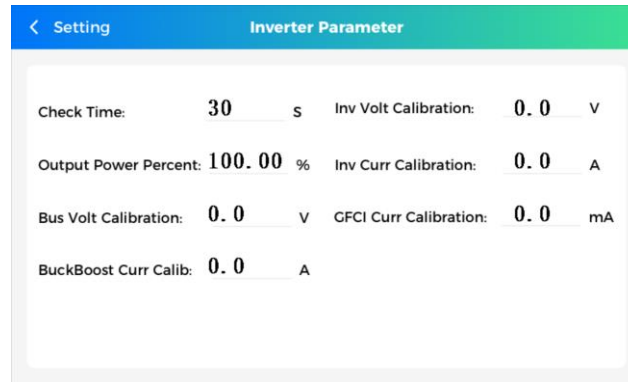 Setting
Inverter Parameter
Check Time: 30 S
Inv Volt Calibration: 0.0 V
Output Power Percent: 100.00 %
Inv Curr Calibration: 0.0 A
Bus Volt Calibration: 0.0 V
GFCI Curr Calibration: 0.0 mA
BuckBoost Curr Calib: 0.0 A